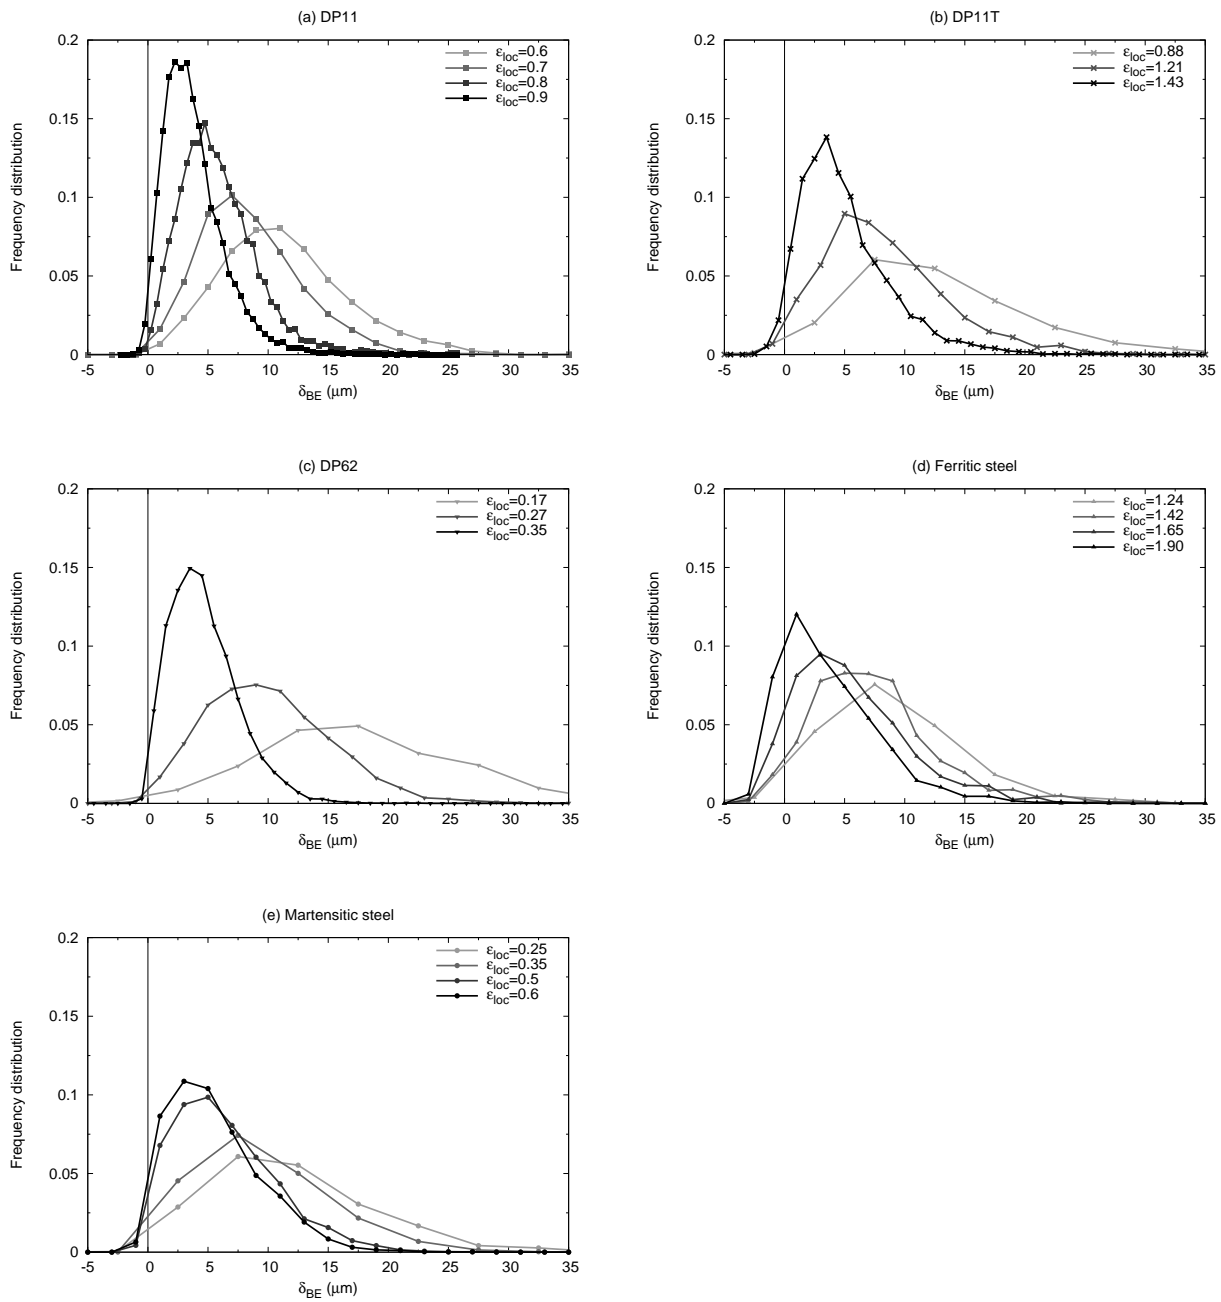 (a) DP11
0.2
0.15
0.1
0.05
0
-5 0 5 10 15 20 25 30 35
Frequency distribution
δBE (μm)
εloc=0.6
εloc=0.7
εloc=0.8
εloc=0.9
(b) DP11T
0.2
0.15
0.1
0.05
0
-5 0 5 10 15 20 25 30 35
Frequency distribution
δBE (μm)
εloc=0.88
εloc=1.21
εloc=1.43
(c) DP62
0.2
0.15
0.1
0.05
0
-5 0 5 10 15 20 25 30 35
Frequency distribution
δBE (μm)
εloc=0.17
εloc=0.27
εloc=0.35
(d) Ferritic steel
0.2
0.15
0.1
0.05
0
-5 0 5 10 15 20 25 30 35
Frequency distribution
δBE (μm)
εloc=1.24
εloc=1.42
εloc=1.65
εloc=1.90
(e) Martensitic steel
0.2
0.15
0.1
0.05
0
-5 0 5 10 15 20 25 30 35
Frequency distribution
δBE (μm)
εloc=0.25
εloc=0.35
εloc=0.5
εloc=0.6